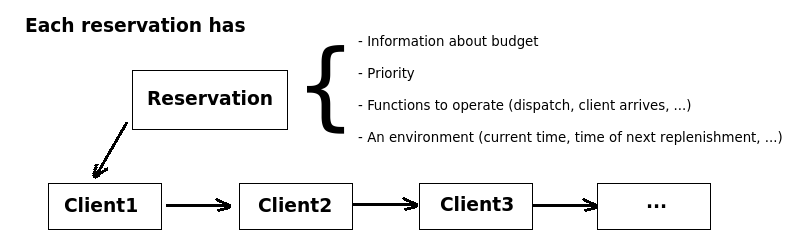 Each reservation has
- Information about budget
- Priority
Reservation
- Functions to operate (dispatch, client arrives, ...)
- An environment (current time, time of next replenishment, ...)
Client1
Client2
Client3
...